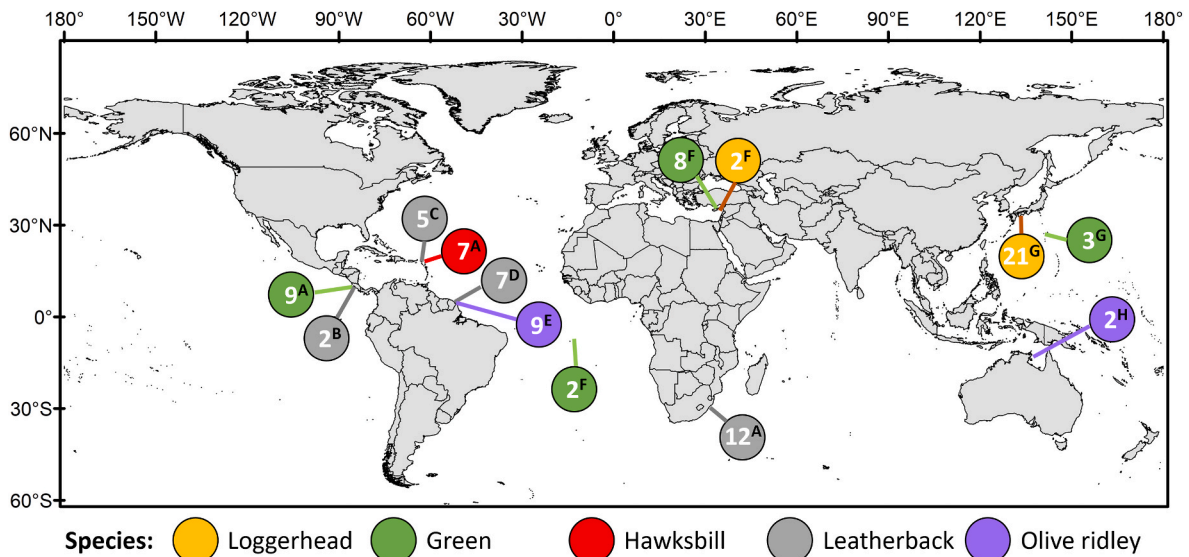 180° 150°W 120°W 90°W 60°W 30°W 0° 30°E 60°E 90°E 120°E 150°E 180°
60°N
30°N
0°
30°S
60°S
8F
2F
5C
7A
21G
3G
9A
7D
2B
9E
2H
2F
12A
Species: Loggerhead Green Hawksbill Leatherback Olive ridley